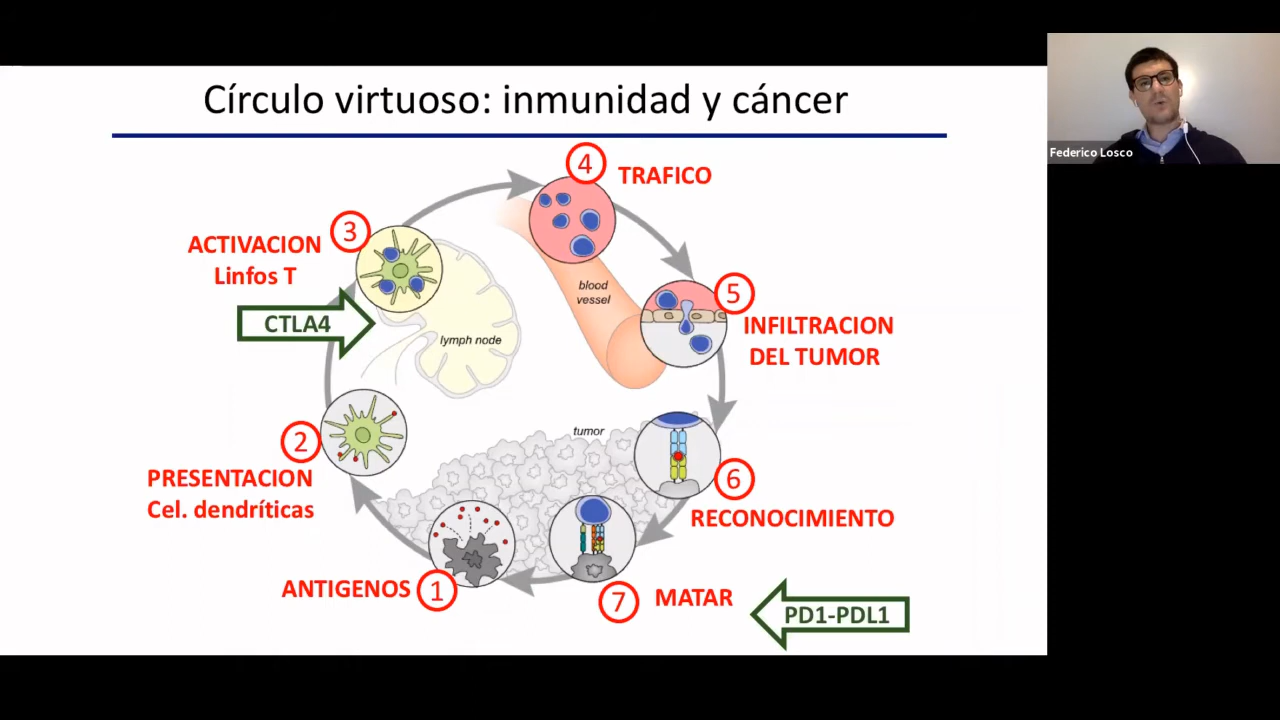 Círculo virtuoso: inmunidad y cáncer
Federico Losco
4
TRAFICO
3
ACTIVACION
Linfos T
CTLA4
lymph node
blood
vessel
5
INFILTRACION
DEL TUMOR
2
PRESENTACION
Cel. dendríticas
tumor
6
RECONOCIMIENTO
ANTIGENOS
1
7
MATAR
PD1-PDL1